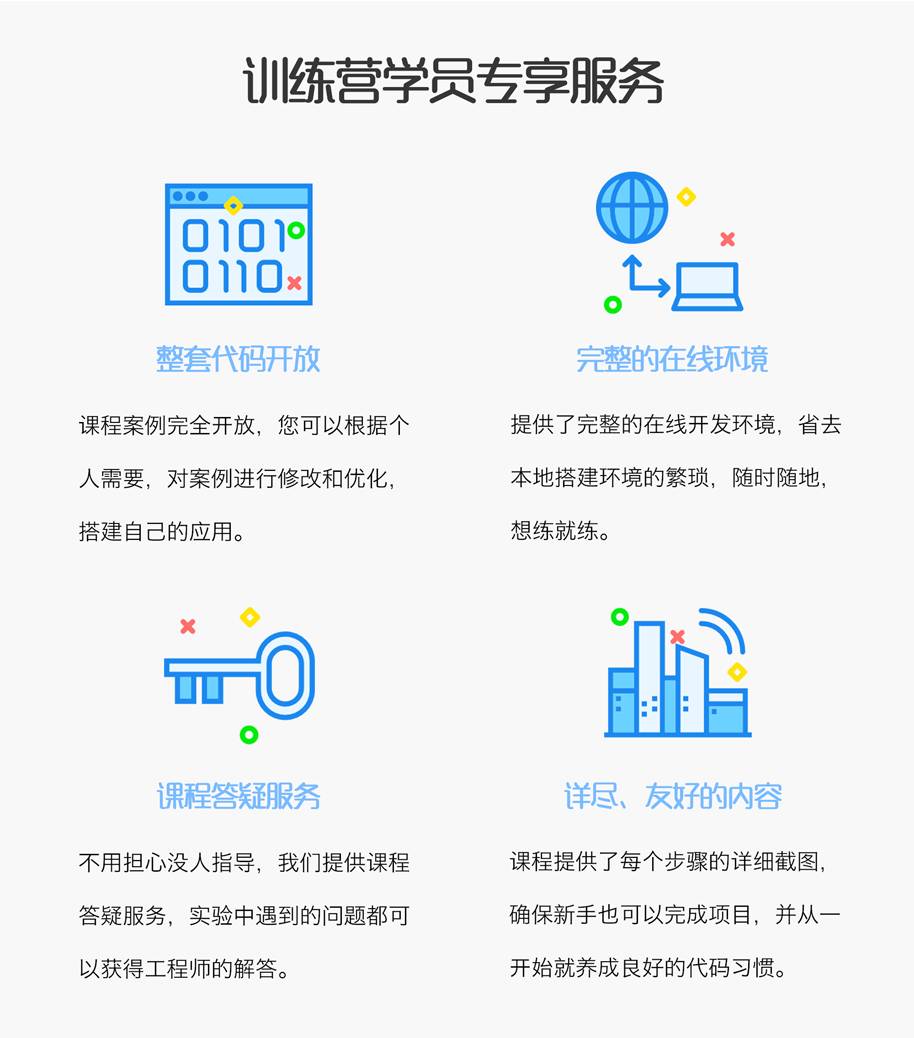 训练营学员专享服务
0101
0110
整套代码开放
课程案例完全开放，您可以根据个
人需要，对案例进行修改和优化，
搭建自己的应用。
完整的在线环境
提供了完整的在线开发环境，省去
本地搭建环境的繁琐，随时随地，
想练就练。
课程答疑服务
不用担心没人指导，我们提供课程
答疑服务，实验中遇到的问题都可
以获得工程师的解答。
详尽、友好的内容
课程提供了每个步骤的详细截图，
确保新手也可以完成项目，并从一
开始就养成良好的代码习惯。